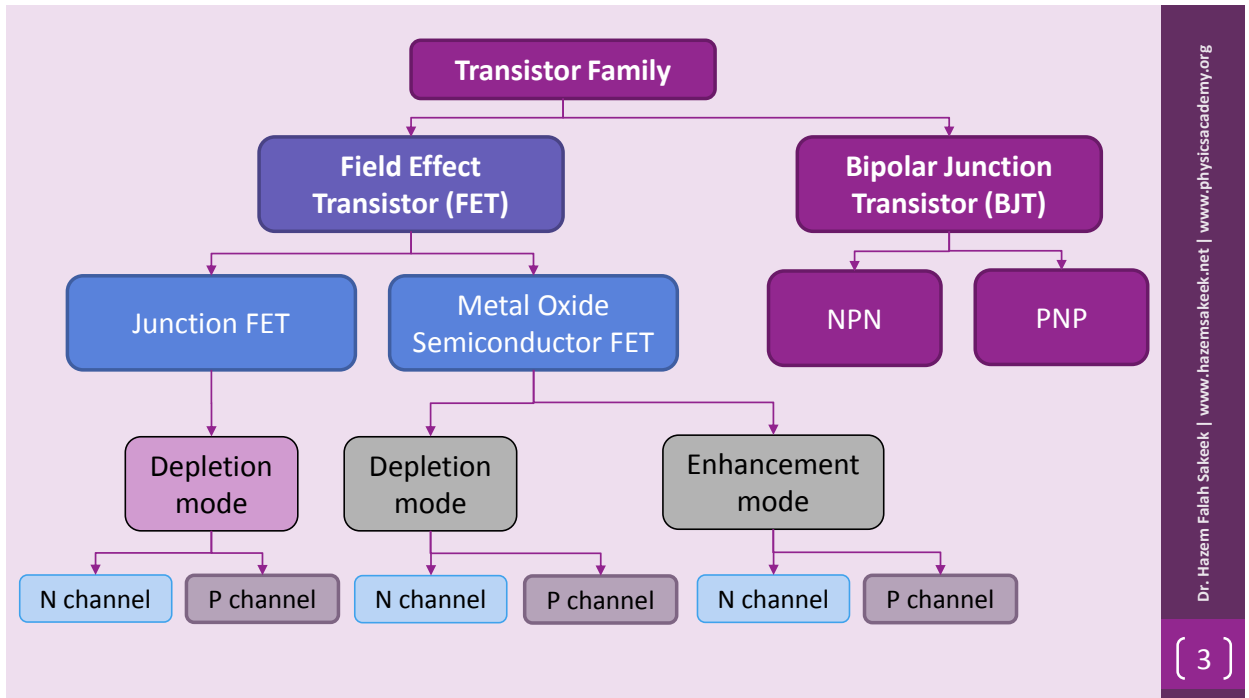 Transistor Family
Field Effect
Transistor (FET)
Bipolar Junction
Transistor (BJT)
Junction FET
Metal Oxide
Semiconductor FET
NPN
PNP
Depletion
mode
Depletion
mode
Enhancement
mode
N channel
P channel
N channel
P channel
N channel
P channel
Dr. Hazem Falah Sakeek | www.hazemsakeek.net | www.physicsacademy.org
3